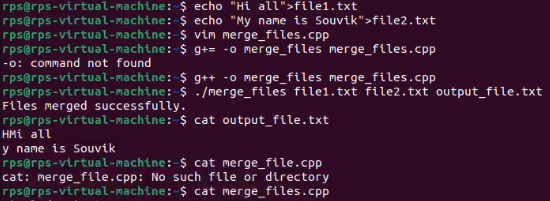 rps@rps-virtual-machine:~$ echo "Hi all">file1.txt
rps@rps-virtual-machine:~$ echo "My name is Souvik">file2.txt
rps@rps-virtual-machine:~$ vim merge_files.cpp
rps@rps-virtual-machine:~$ g+= -o merge_files merge_files.cpp
-o: command not found
rps@rps-virtual-machine:~$ g++ -o merge_files merge_files.cpp
rps@rps-virtual-machine:~$ ./merge_files file1.txt file2.txt output_file.txt
Files merged successfully.
rps@rps-virtual-machine:~$ cat output_file.txt
HMi all
y name is Souvik
rps@rps-virtual-machine:~$ cat merge_file.cpp
cat: merge_file.cpp: No such file or directory
rps@rps-virtual-machine:~$ cat merge_files.cpp